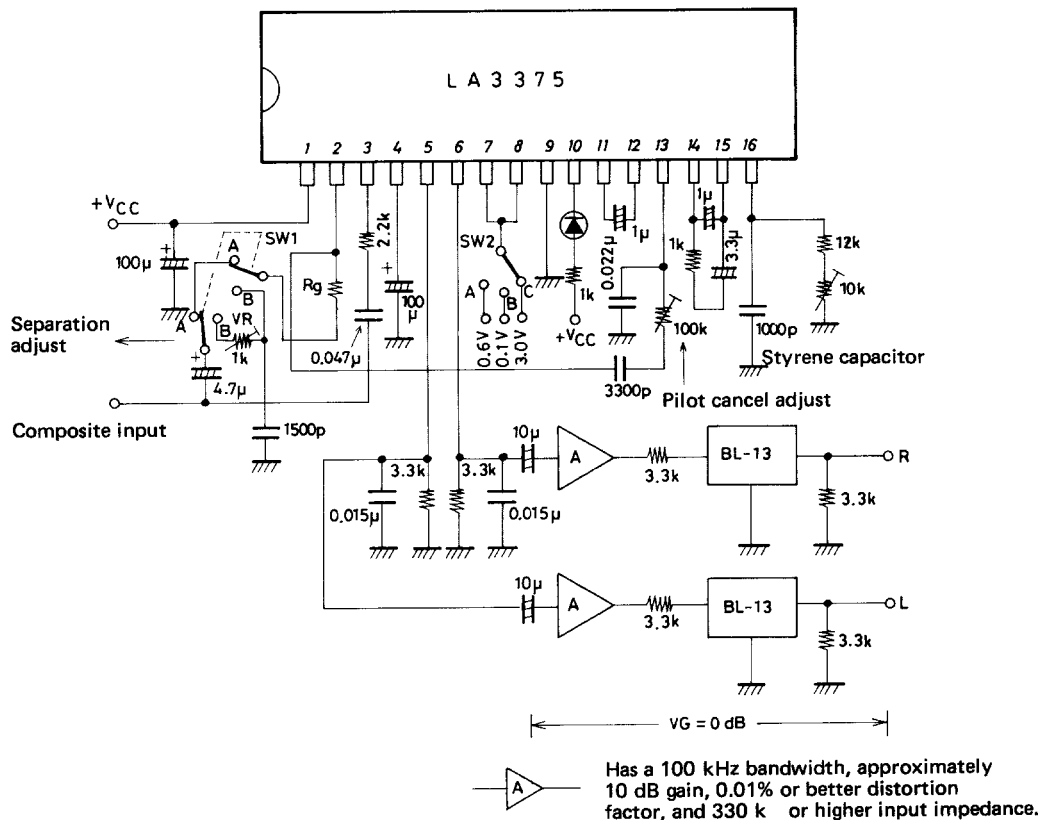 LA3375
1 2 3 4 5 6 7 8 9 10 11 12 13 14 15 16
+VCC
100μ
+
SW1
A
B
A
B
VR
1k
Separation
adjust
+
4.7μ
Composite input
1500p
Rg
2.2k
0.047μ
+
100
μ
SW2
A
B
C
0.6V
0.1V
3.0V
1k
+VCC
1μ
0.022μ
100k
3300p
Pilot cancel adjust
1μ
1k
3.3μ
1000p
12k
10k
Styrene capacitor
0.015μ
3.3k
3.3k
0.015μ
10μ
A
3.3k
BL-13
3.3k
R
10μ
A
3.3k
BL-13
3.3k
L
VG = 0 dB
A
Has a 100 kHz bandwidth, approximately
10 dB gain, 0.01% or better distortion
factor, and 330 k or higher input impedance.